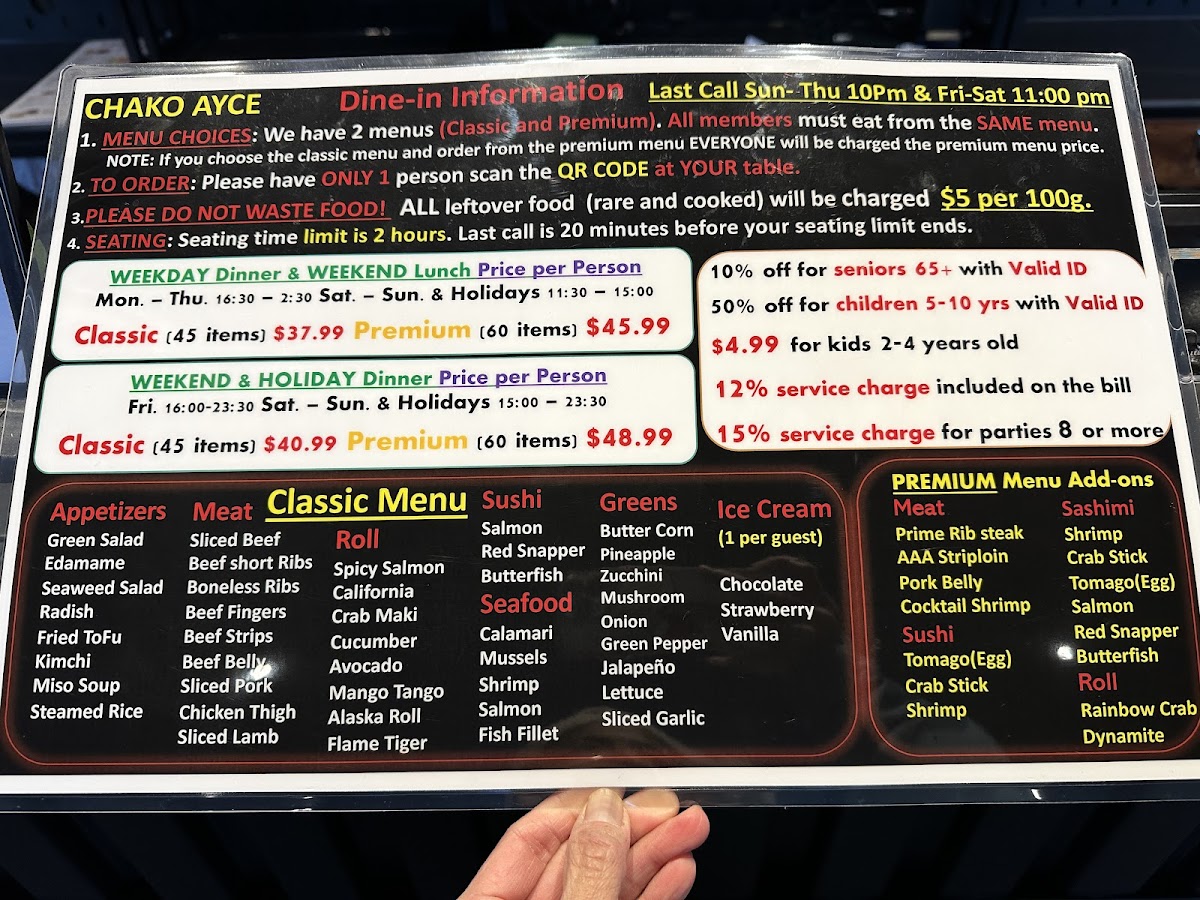 CHAKO AYCE Dine-in Information Last Call Sun- Thu 10Pm & Fri-Sat 11:00 pm
1. MENU CHOICES: We have 2 menus (Classic and Premium). All members must eat from the SAME menu.
NOTE: If you choose the classic menu and order from the premium menu EVERYONE will be charged the premium menu price.
2. TO ORDER: Please have ONLY 1 person scan the QR CODE at YOUR table.
3.PLEASE DO NOT WASTE FOOD! ALL leftover food (rare and cooked) will be charged $5 per 100g.
4. SEATING: Seating time limit is 2 hours. Last call is 20 minutes before your seating limit ends.
WEEKDAY Dinner & WEEKEND Lunch Price per Person
Mon. – Thu. 16:30 – 2:30 Sat. – Sun. & Holidays 11:30 – 15:00
Classic (45 items) $37.99 Premium (60 items) $45.99
WEEKEND & HOLIDAY Dinner Price per Person
Fri. 16:00-23:30 Sat. – Sun. & Holidays 15:00 – 23:30
Classic (45 items) $40.99 Premium (60 items) $48.99
10% off for seniors 65+ with Valid ID
50% off for children 5-10 yrs with Valid ID
$4.99 for kids 2-4 years old
12% service charge included on the bill
15% service charge for parties 8 or more
Classic Menu
Appetizers
Green Salad
Edamame
Seaweed Salad
Radish
Fried ToFu
Kimchi
Miso Soup
Steamed Rice
Meat
Sliced Beef
Beef short Ribs
Boneless Ribs
Beef Fingers
Beef Strips
Beef Belly
Sliced Pork
Chicken Thigh
Sliced Lamb
Roll
Spicy Salmon
California
Crab Maki
Cucumber
Avocado
Mango Tango
Alaska Roll
Flame Tiger
Sushi
Salmon
Red Snapper
Butterfish
Seafood
Calamari
Mussels
Shrimp
Salmon
Fish Fillet
Greens
Butter Corn
Pineapple
Zucchini
Mushroom
Onion
Green Pepper
Jalapeño
Lettuce
Sliced Garlic
Ice Cream
(1 per guest)
Chocolate
Strawberry
Vanilla
PREMIUM Menu Add-ons
Meat
Prime Rib steak
AAA Striploin
Pork Belly
Cocktail Shrimp
Sushi
Tomago(Egg)
Crab Stick
Shrimp
Sashimi
Shrimp
Crab Stick
Tomago(Egg)
Salmon
Red Snapper
Butterfish
Roll
Rainbow Crab
Dynamite